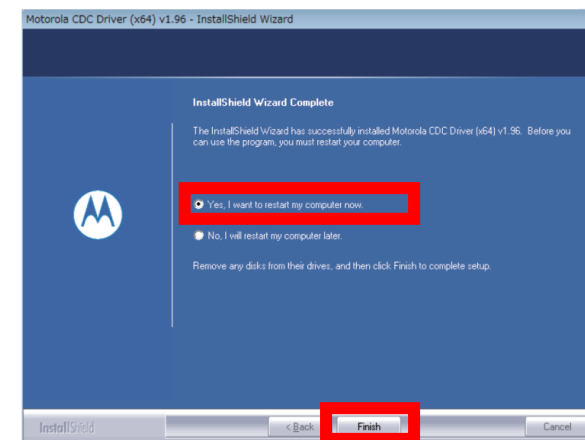 Motorola CDC Driver (x64) v1.96 - InstallShield Wizard
InstallShield Wizard Complete
The InstallShield Wizard has successfully installed Motorola CDC Driver (x64) v1.96. Before you
can use the program, you must restart your computer.
Yes, I want to restart my computer now.
No, I will restart my computer later.
Remove any disks from their drives, and then click Finish to complete setup.
InstallShield
< Back
Finish
Cancel